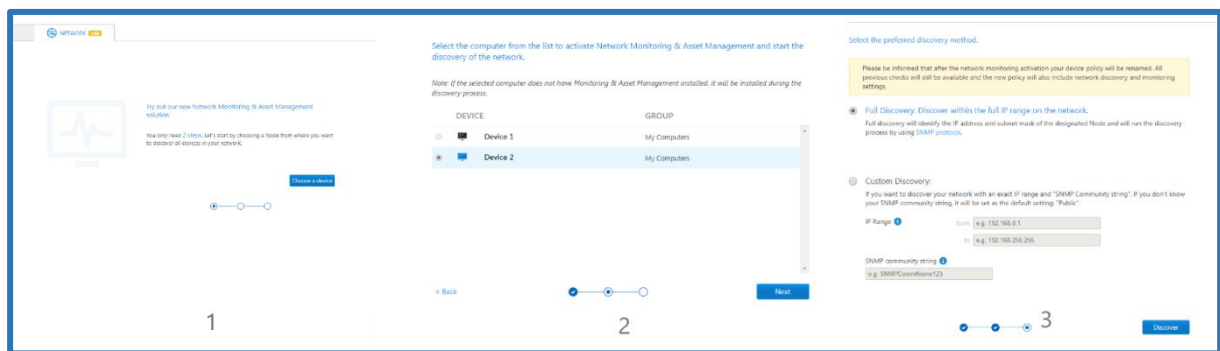 NETWORK
Try out our new Network Monitoring & Asset Management
solution.
You only need 2 steps. Let's start by choosing a Node from where you want
to discover all devices in your network.
Choose a device
1
Select the computer from the list to activate Network Monitoring & Asset Management and start the
discovery of the network.
Note: If the selected computer does not have Monitoring & Asset Management installed, it will be installed during the
discovery process.
DEVICE GROUP
Device 1 My Computers
Device 2 My Computers
< Back
Next
2
Select the preferred discovery method.
Please be informed that after the network monitoring activation your device policy will be renamed. All
previous checks will still be available and the new policy will also include network discovery and monitoring
settings.
Full Discovery: Discover within the full IP range on the network.
Full discovery will identify the IP address and subnet mask of the designated Node and will run the discovery
process by using SNMP protocol.
Custom Discovery:
If you want to discover your network with an exact IP range and "SNMP Community string". If you don't know
your SNMP community string, it will be set as the default setting: "Public".
IP Range from e.g. 192.168.0.1
to e.g. 192.168.255.255
SNMP community string
e.g. SNMPCommName123
3
Discover